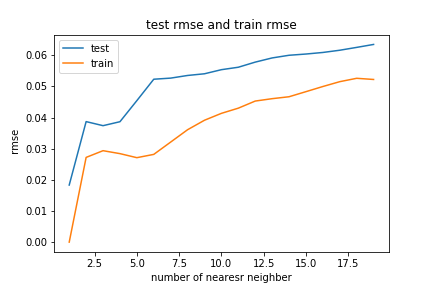 test rmse and train rmse
test
train
rmse
0.06
0.05
0.04
0.03
0.02
0.01
0.00
2.5 5.0 7.5 10.0 12.5 15.0 17.5
number of nearesr neighber